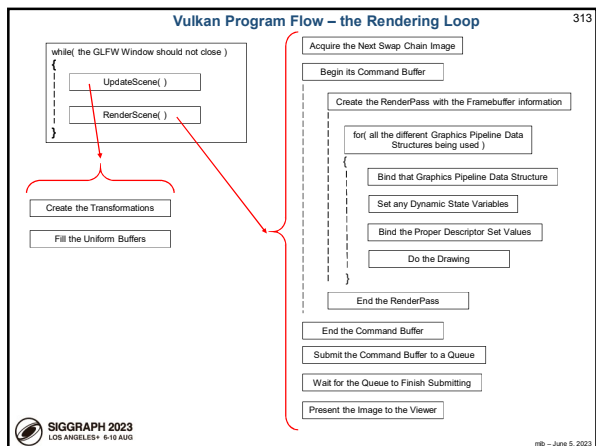 Vulkan Program Flow – the Rendering Loop
313
while( the GLFW Window should not close )
{
UpdateScene( )
RenderScene( )
}
Create the Transformations
Fill the Uniform Buffers
Acquire the Next Swap Chain Image
Begin its Command Buffer
Create the RenderPass with the Framebuffer information
for( all the different Graphics Pipeline Data
Structures being used )
{
Bind that Graphics Pipeline Data Structure
Set any Dynamic State Variables
Bind the Proper Descriptor Set Values
Do the Drawing
}
End the RenderPass
End the Command Buffer
Submit the Command Buffer to a Queue
Wait for the Queue to Finish Submitting
Present the Image to the Viewer
SIGGRAPH 2023
LOS ANGELES+ 6-10 AUG
mjb – June 5, 2023